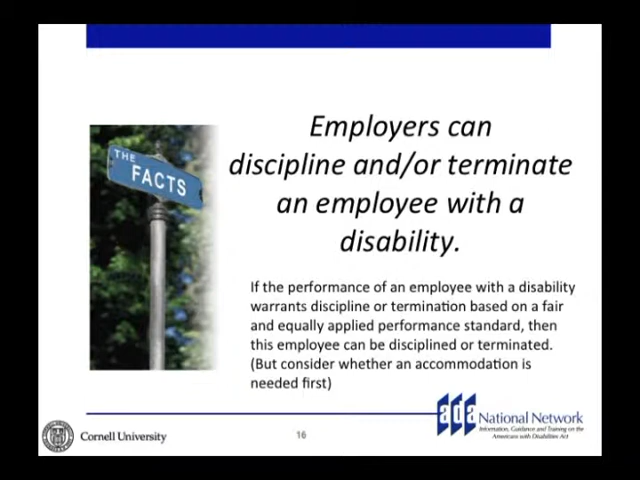 THE
FACTS
Employers can
discipline and/or terminate
an employee with a
disability.
If the performance of an employee with a disability
warrants discipline or termination based on a fair
and equally applied performance standard, then
this employee can be disciplined or terminated.
(But consider whether an accommodation is
needed first)
Cornell University
16
ada National Network
Information, Guidance and Training on the
Americans with Disabilities Act